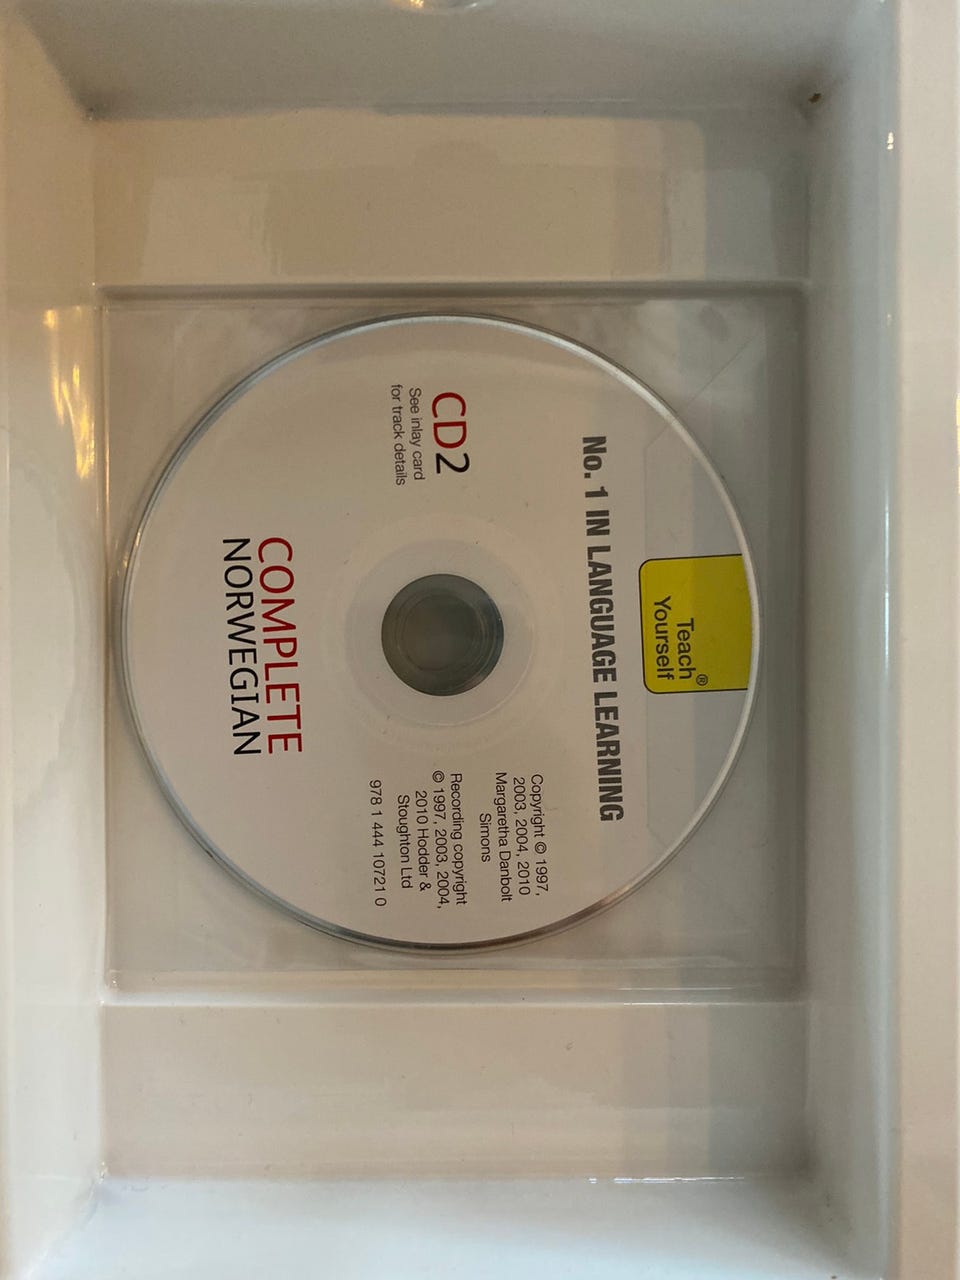 Teach
Yourself®
No. 1 IN LANGUAGE LEARNING
CD2
See inlay card
for track details
Copyright © 1997,
2003, 2004, 2010
Margaretha Danbolt
Simons
Recording copyright
© 1997, 2003, 2004,
2010 Hodder &
Stoughton Ltd
978 1 444 10721 0
COMPLETE
NORWEGIAN